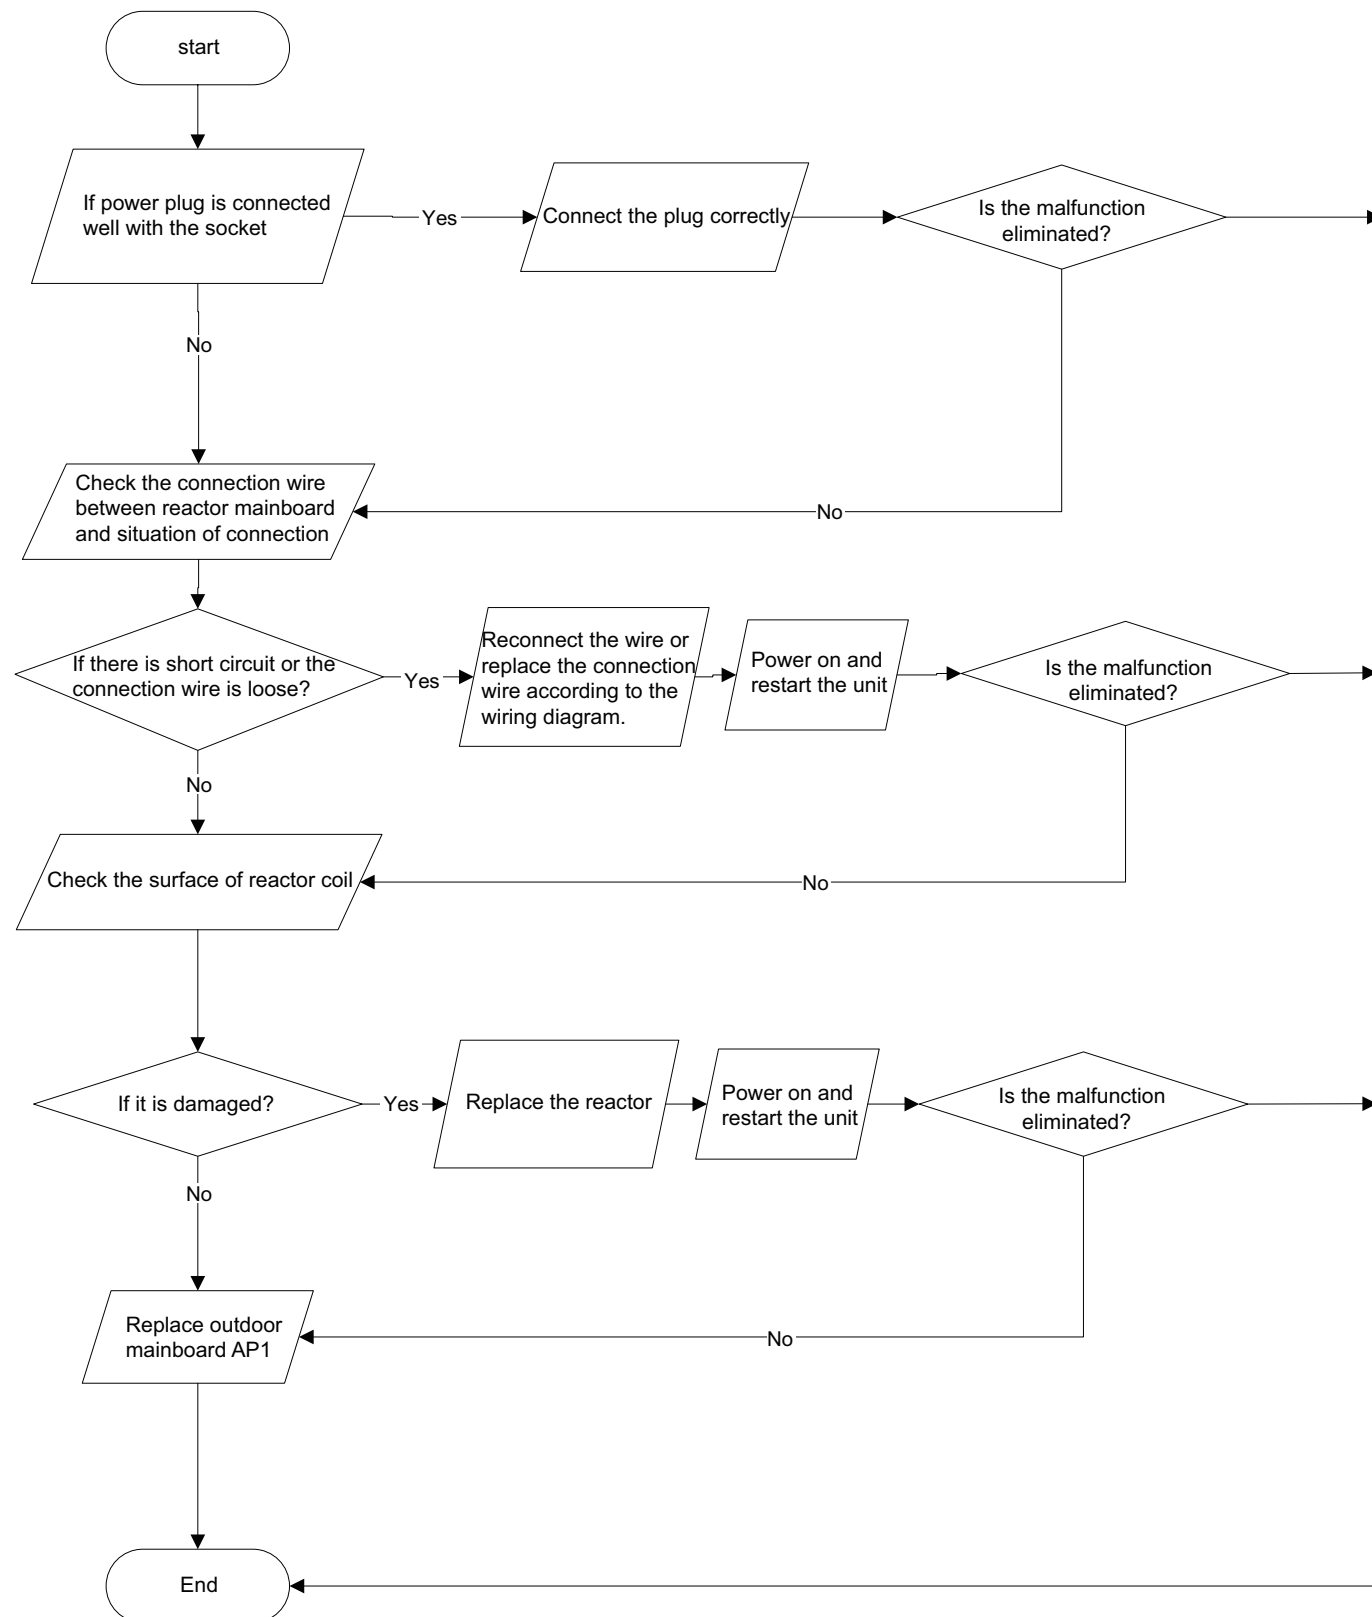 start
If power plug is connected
well with the socket
Yes
Connect the plug correctly
Is the malfunction
eliminated?
No
Check the connection wire
between reactor mainboard
and situation of connection
No
If there is short circuit or the
connection wire is loose?
Yes
Reconnect the wire or
replace the connection
wire according to the
wiring diagram.
Power on and
restart the unit
Is the malfunction
eliminated?
No
Check the surface of reactor coil
No
If it is damaged?
Yes
Replace the reactor
Power on and
restart the unit
Is the malfunction
eliminated?
No
Replace outdoor
mainboard AP1
No
End